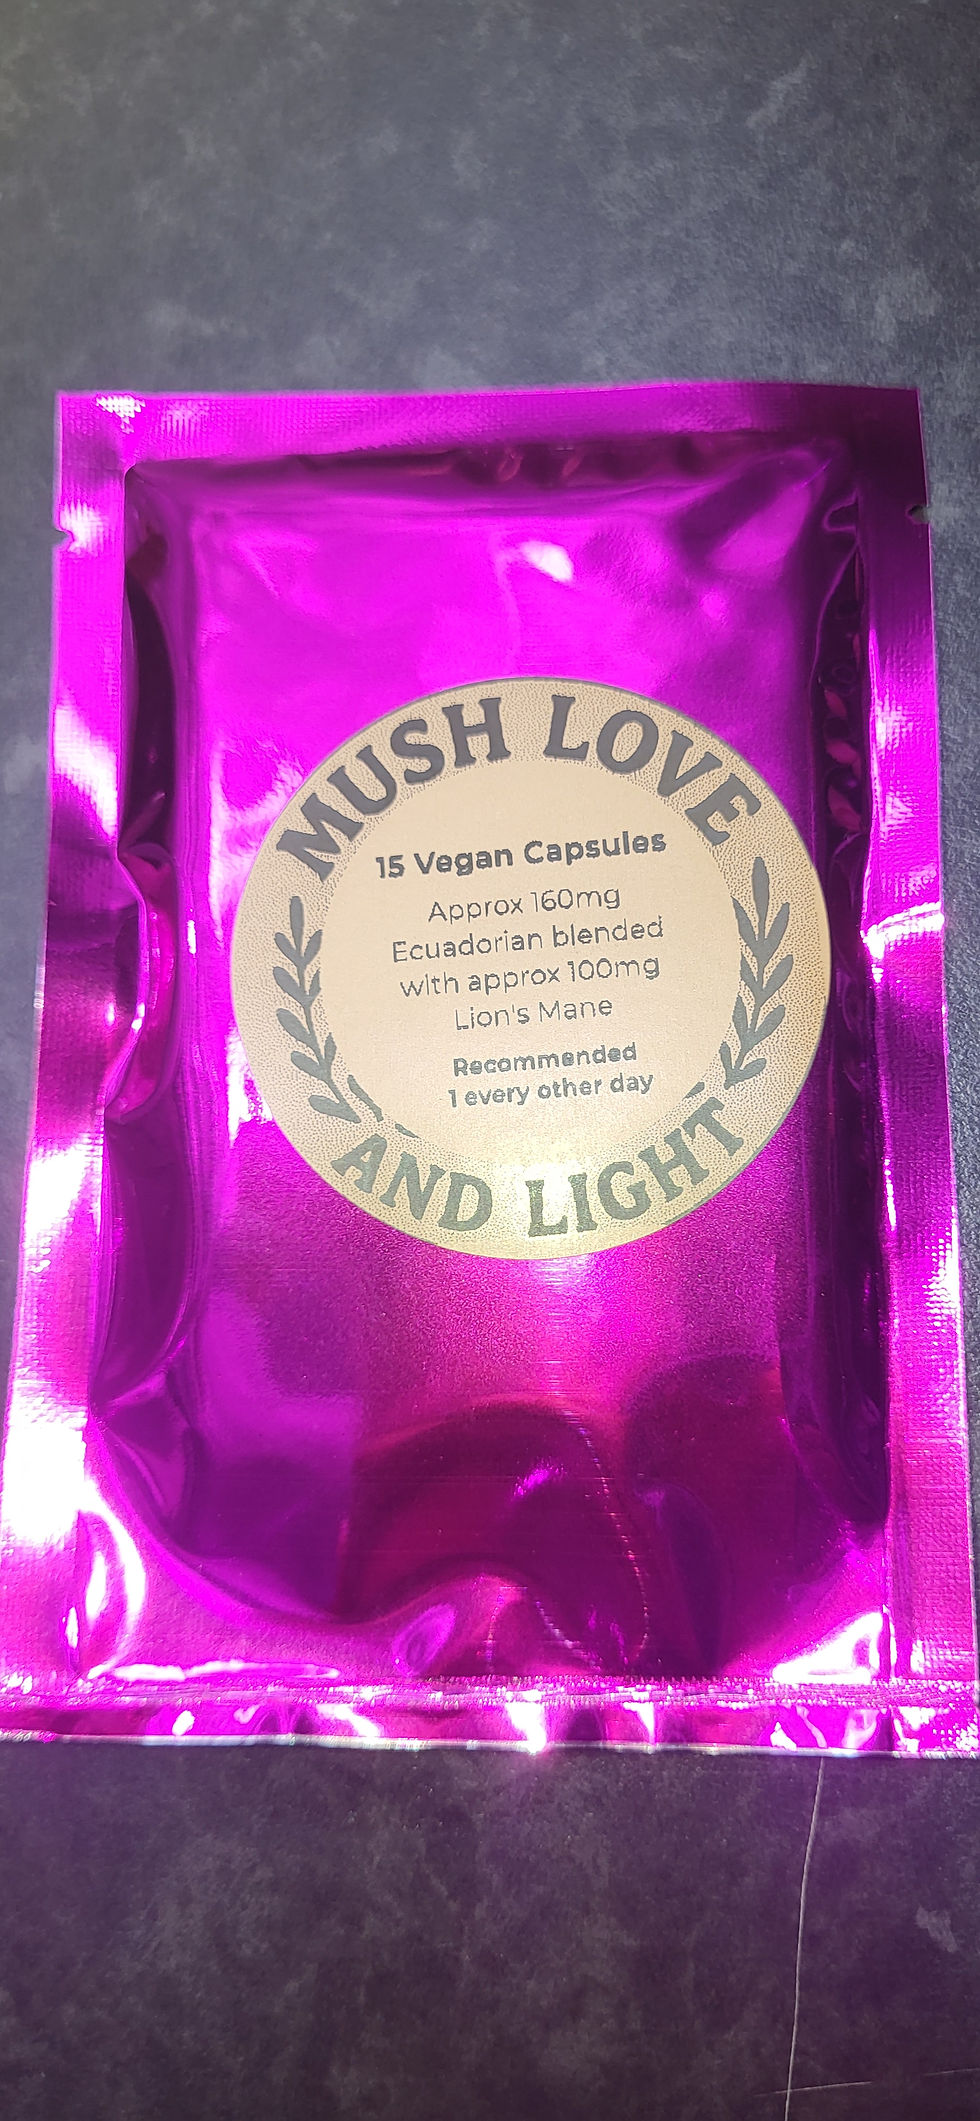 MUSH LOVE
15 Vegan Capsules
Approx 160mg
Ecuadorian blended
with approx 100mg
Lion's Mane
Recommended
1 every other day
AND LIGHT